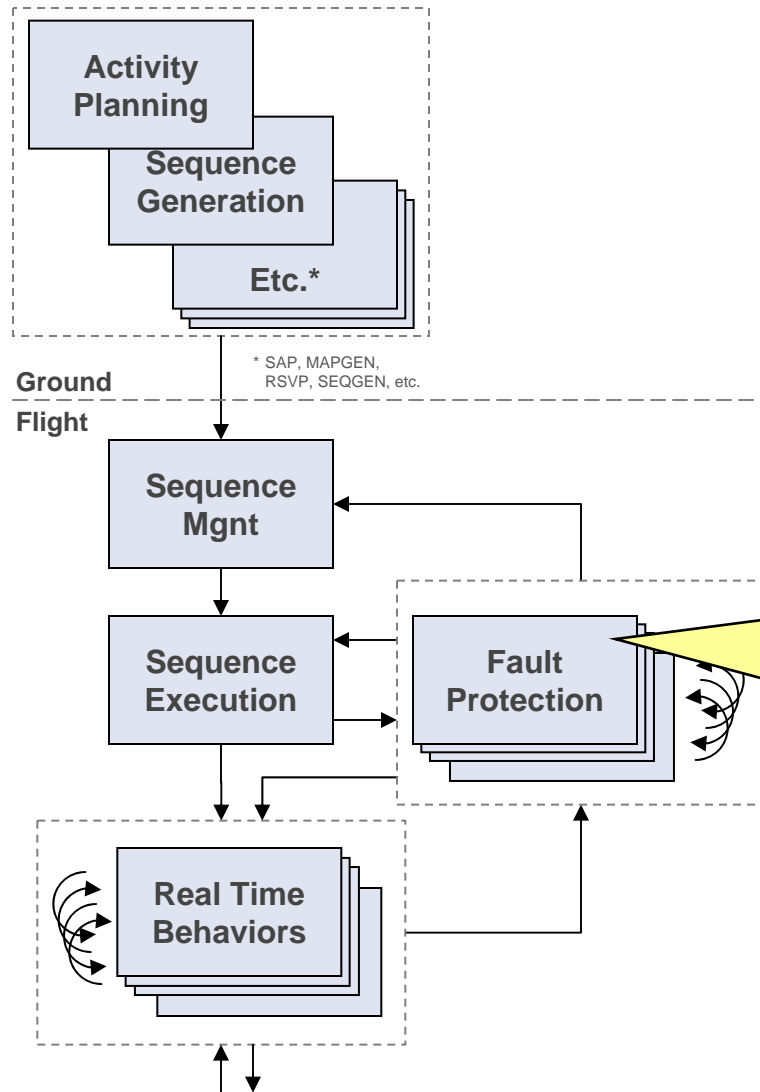 Activity
Planning
Sequence
Generation
Etc.*
* SAP, MAPGEN,
RSVP, SEQGEN, etc.
Ground
Flight
Sequence
Mgnt
Sequence
Execution
Fault
Protection
Real Time
Behaviors